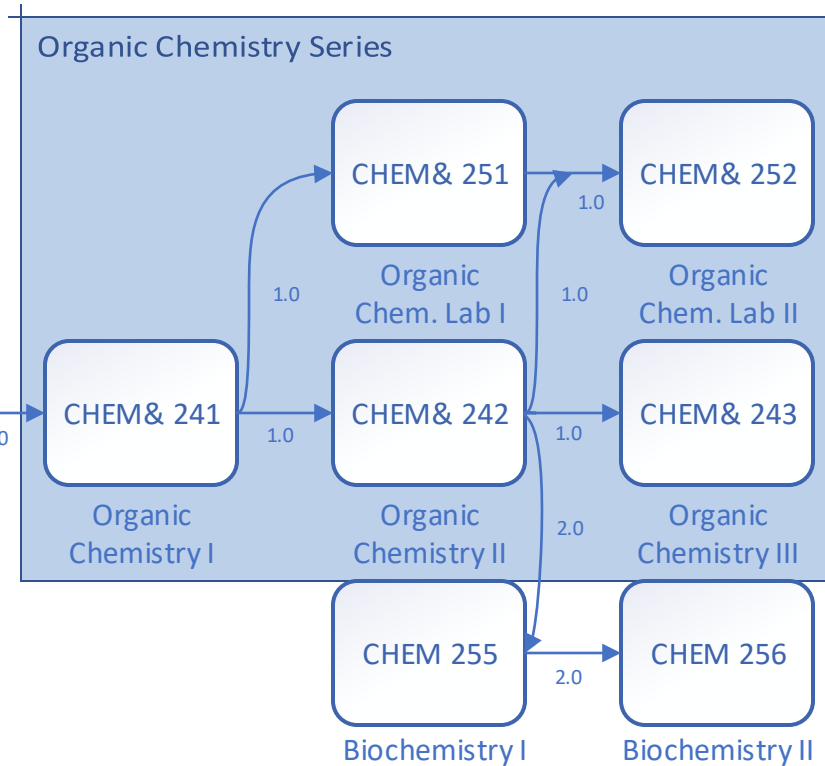 Organic Chemistry Series
CHEM& 251
CHEM& 252
1.0
Organic
Chem. Lab I
Organic
Chem. Lab II
1.0
1.0
CHEM& 241
CHEM& 242
CHEM& 243
1.0
1.0
Organic
Chemistry I
Organic
Chemistry II
Organic
Chemistry III
2.0
CHEM 255
CHEM 256
2.0
Biochemistry I
Biochemistry II